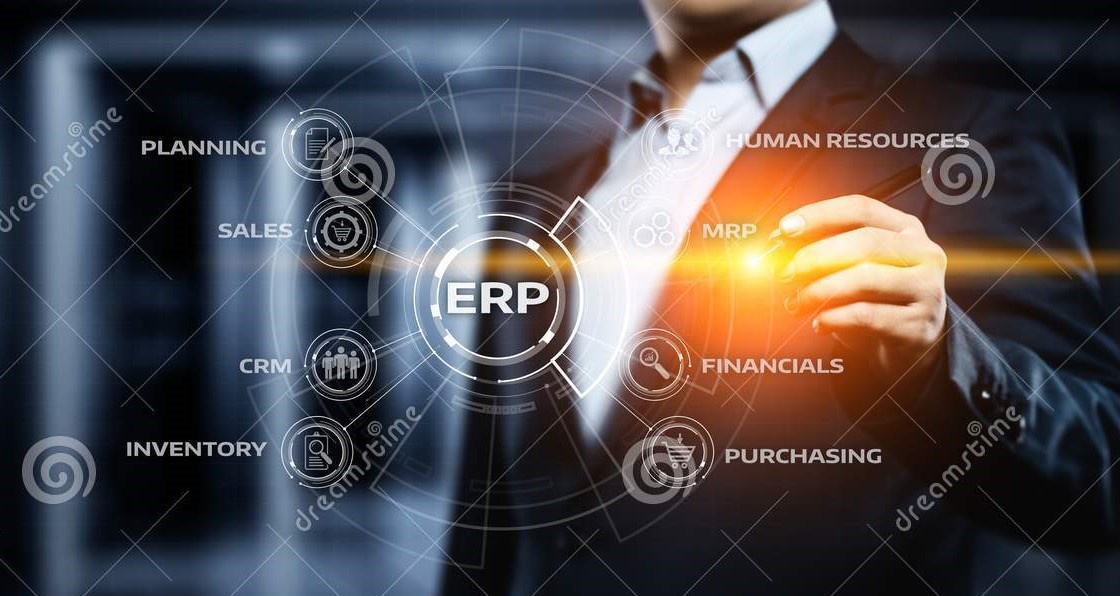 PLANNING
HUMAN RESOURCES
SALES
MRP
ERP
CRM
FINANCIALS
INVENTORY
PURCHASING
dreamstime
dreamstime
dreamstime
dreamstime